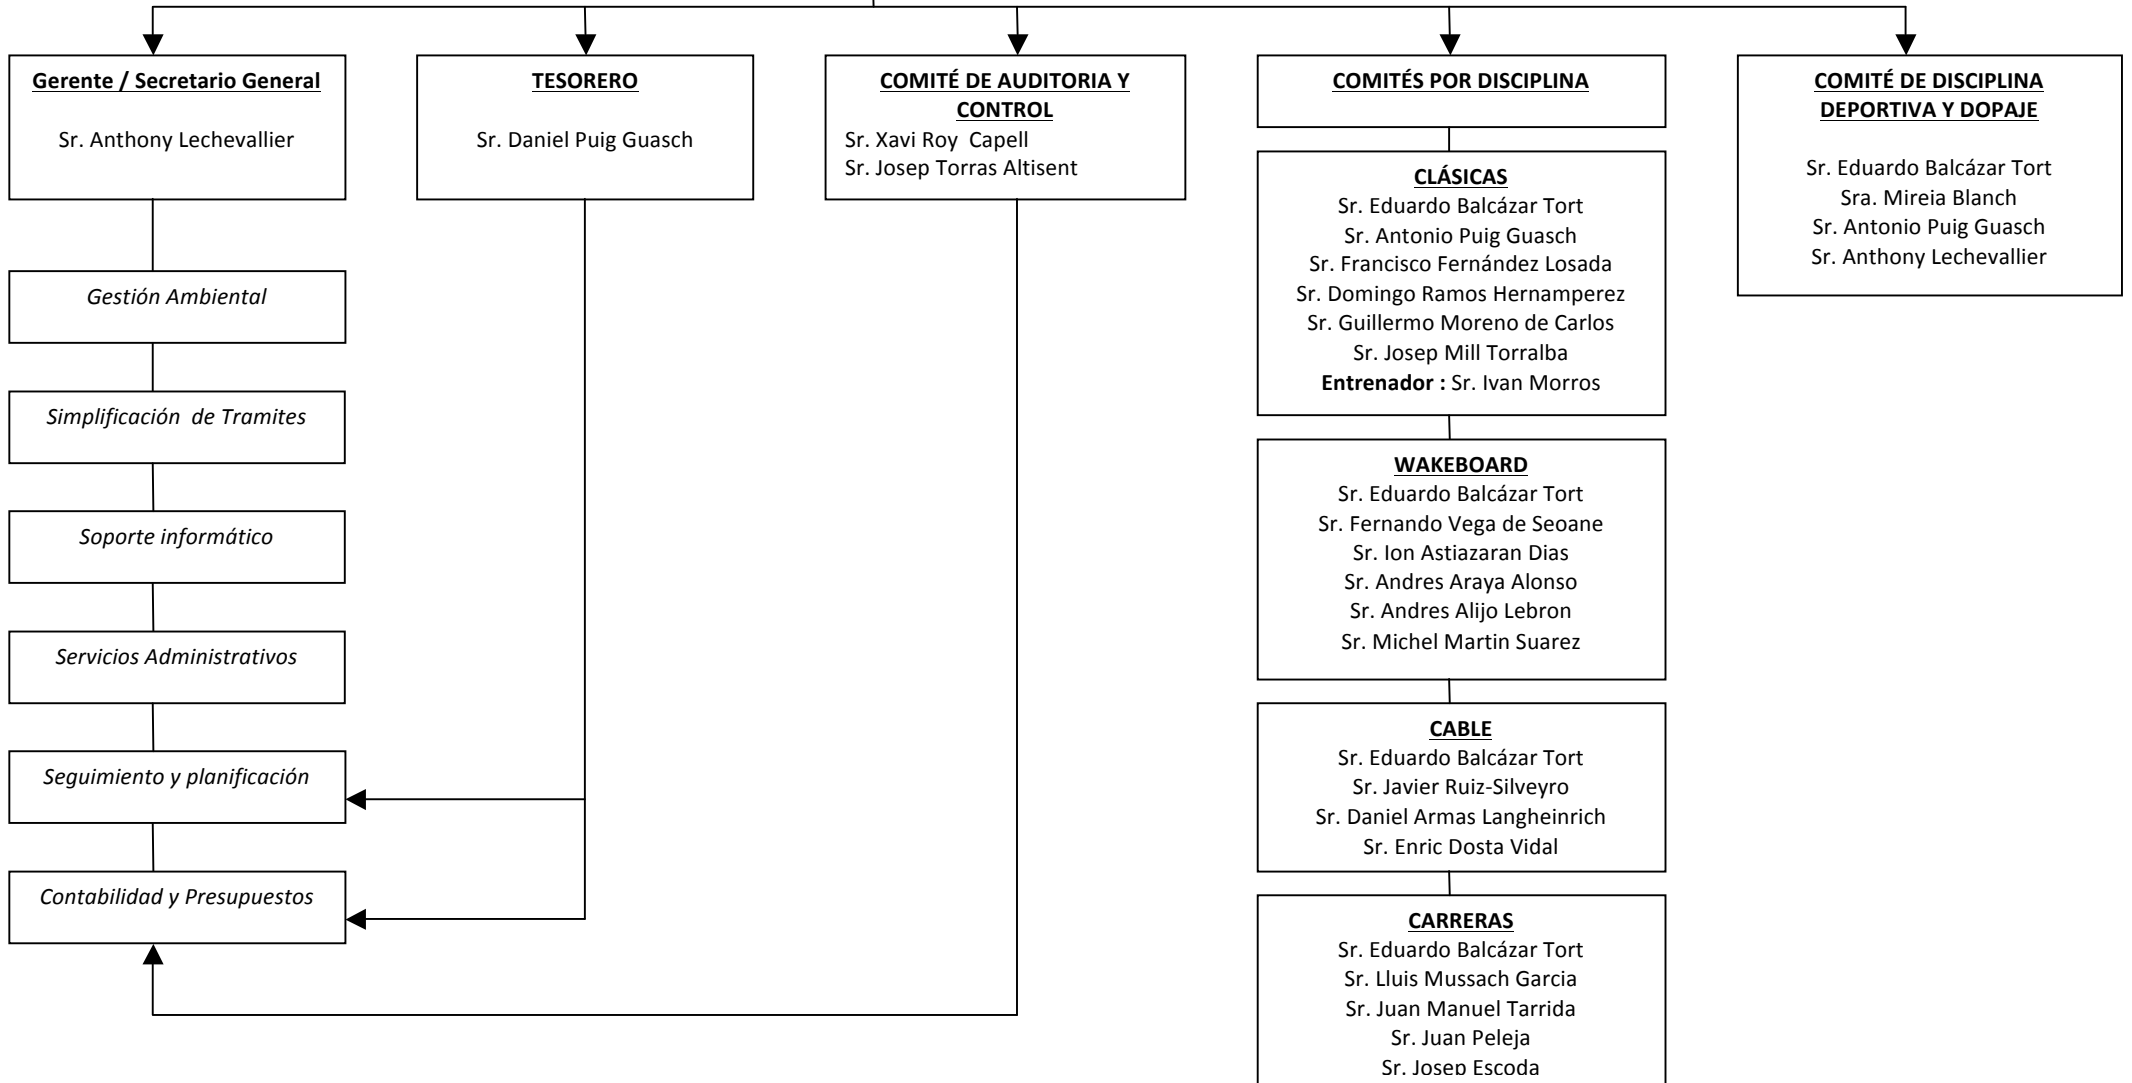 Gerente / Secretario General
Sr. Anthony Lechevallier
Gestión Ambiental
Simplificación  de Tramites
Soporte informático
Servicios Administrativos
Seguimiento y planificación
Contabilidad y Presupuestos
TESORERO
Sr. Daniel Puig Guasch
COMITÉ DE AUDITORIA Y
CONTROL
Sr. Xavi Roy  Capell
Sr. Josep Torras Altisent
COMITÉS POR DISCIPLINA
CLÁSICAS
Sr. Eduardo Balcázar Tort
Sr. Antonio Puig Guasch
Sr. Francisco Fernández Losada
Sr. Domingo Ramos Hernamperez
Sr. Guillermo Moreno de Carlos
Sr. Josep Mill Torralba
Entrenador : Sr. Ivan Morros
WAKEBOARD
Sr. Eduardo Balcázar Tort
Sr. Fernando Vega de Seoane
Sr. Ion Astiazaran Dias
Sr. Andres Araya Alonso
Sr. Andres Alijo Lebron
Sr. Michel Martin Suarez
CABLE
Sr. Eduardo Balcázar Tort
Sr. Javier Ruiz-Silveyro
Sr. Daniel Armas Langheinrich
Sr. Enric Dosta Vidal
CARRERAS
Sr. Eduardo Balcázar Tort
Sr. Lluis Mussach Garcia
Sr. Juan Manuel Tarrida
Sr. Juan Peleja
Sr. Josep Escoda
COMITÉ DE DISCIPLINA
DEPORTIVA Y DOPAJE
Sr. Eduardo Balcázar Tort
Sra. Mireia Blanch
Sr. Antonio Puig Guasch
Sr. Anthony Lechevallier